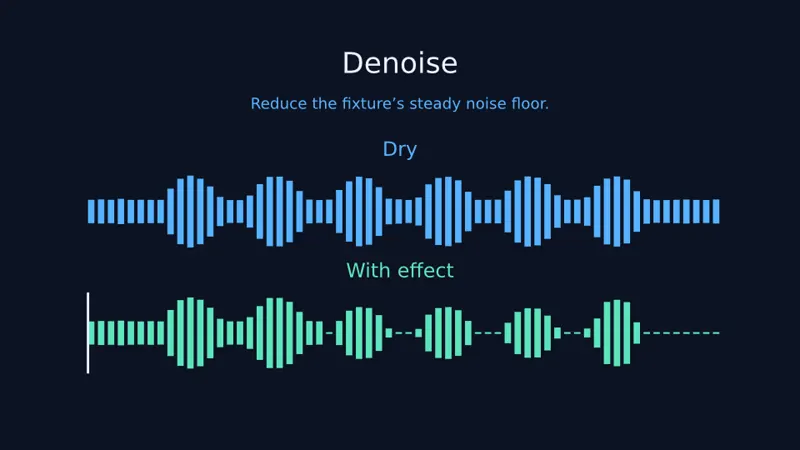 Denoise
Reduce the fixture’s steady noise floor.
Dry
With effect